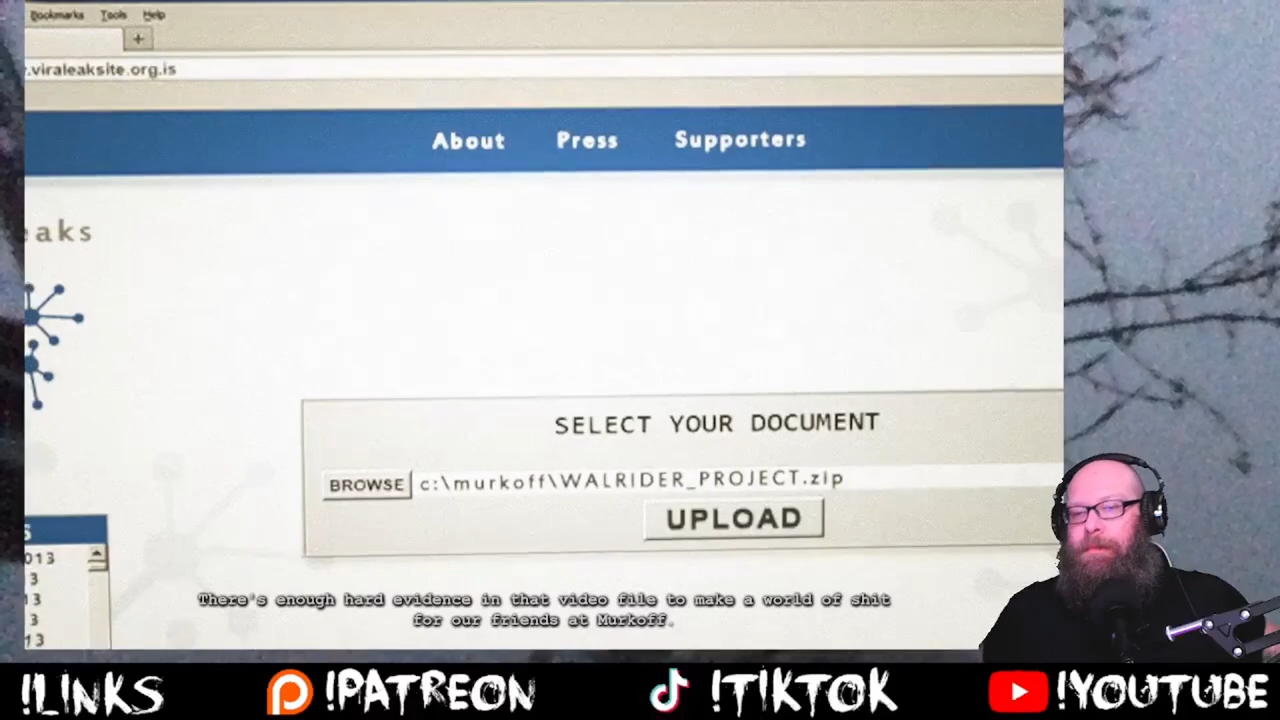 Bookmarks Tools Help
+
.viraleaksite.org.is
About Press Supporters
eaks
SELECT YOUR DOCUMENT
BROWSE c:\murkoff\WALRIDER_PROJECT.zip
UPLOAD
S
013
3
13
3
13
There's enough hard evidence in that video file to make a world of shit
for our friends at Murkoff.
!LINKS !PATREON !TIKTOK !YOUTUBE